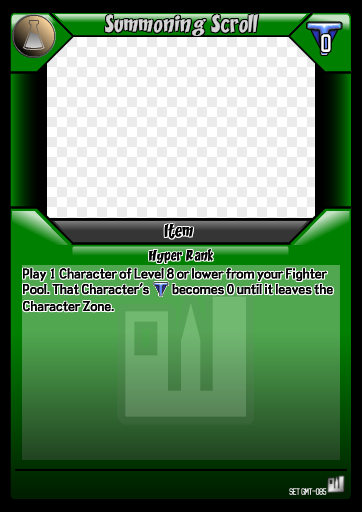 Summoning Scroll
0
Item
Hyper Rank
Play 1 Character of Level 8 or lower from your Fighter
Pool. That Character's T becomes 0 until it leaves the
Character Zone.
SET GMT-085